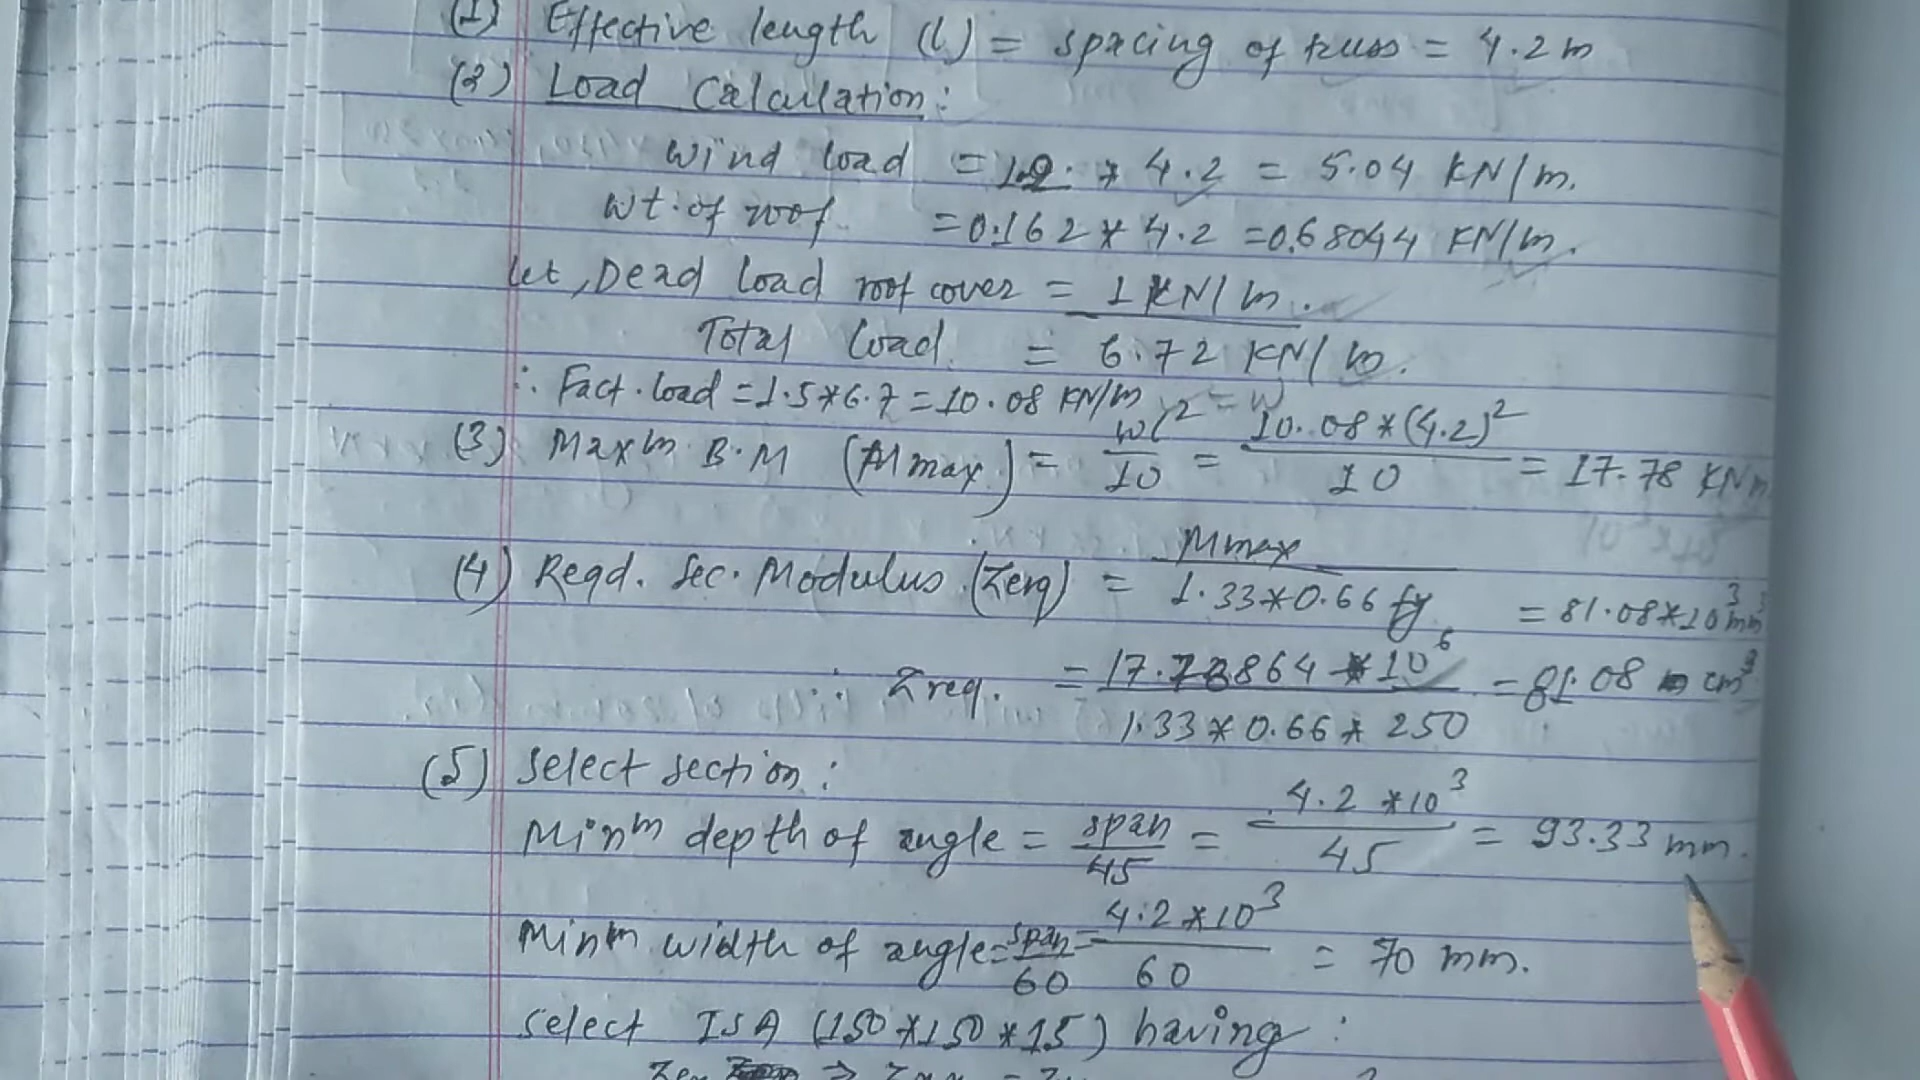 (1) Effective length (l) = spacing of truss = 4.2 m
(2) Load Calculation:
Wind load = 1.2 * 4.2 = 5.04 KN/m.
Wt. of roof = 0.162 * 4.2 = 0.68044 KN/m.
Let, Dead load roof cover = 1 KN/m.
Total load = 6.72 KN/m.
∴ Fact. load = 1.5*6.7 = 10.08 KN/m = w
(3) Maxm B.M (Mmax) = wl²/10 = 10.08*(4.2)²/10 = 17.78 KNm
(4) Reqd. Sec. Modulus (Zerq) = Mmax/1.33*0.66 fy = 81.08*10³ mm³
∴ Zreq. = 17.78864 * 10⁶/1.33*0.66*250 = 81.08 cm³
(5) Select section:
Minm depth of angle = span/45 = 4.2*10³/45 = 93.33 mm.
Minm width of angle = span/60 = 4.2*10³/60 = 70 mm.
Select ISA (150*150*15) having: